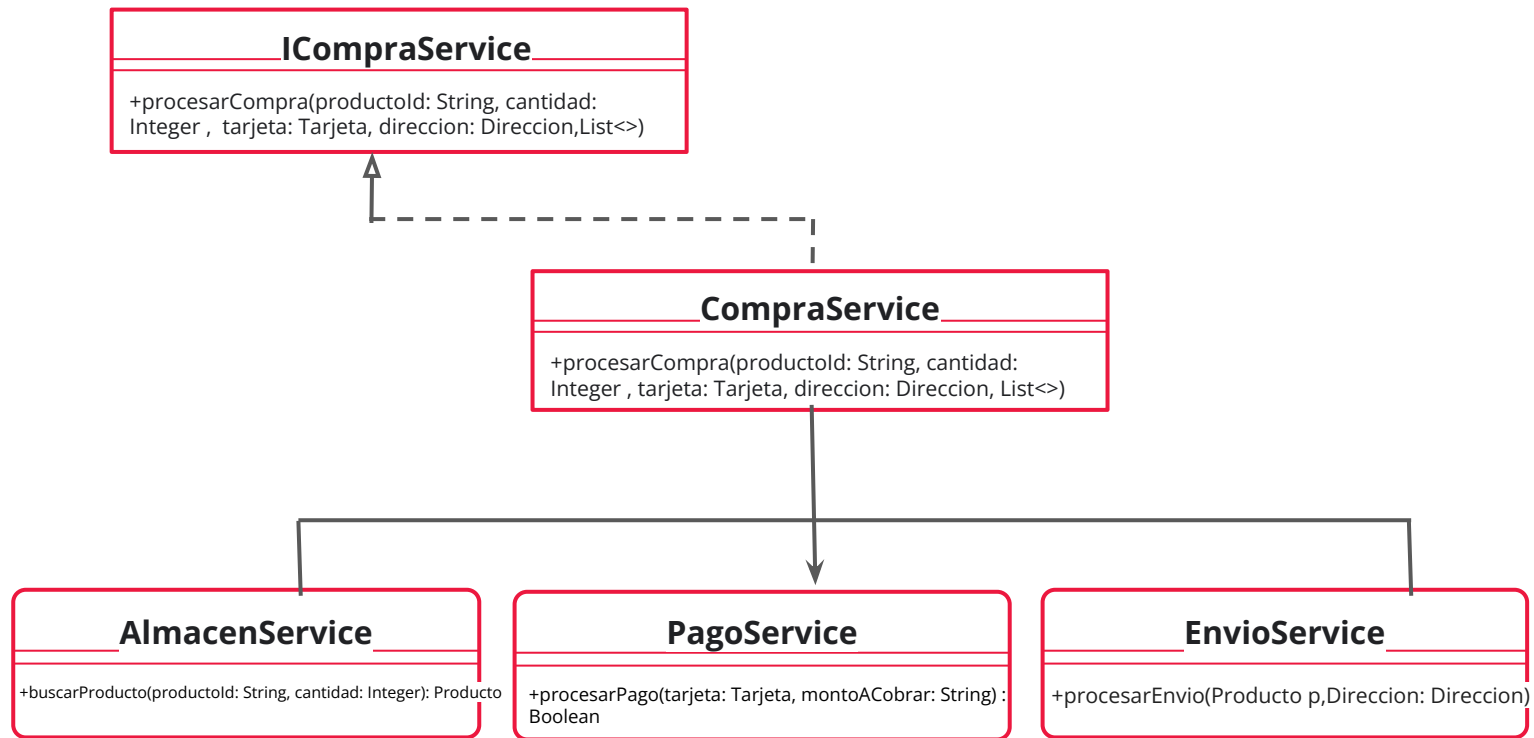 ICompraService
+procesarCompra(productoId: String, cantidad:
Integer ,  tarjeta: Tarjeta, direccion: Direccion,List<>)
CompraService
+procesarCompra(productoId: String, cantidad:
Integer , tarjeta: Tarjeta, direccion: Direccion, List<>)
AlmacenService
+buscarProducto(productoId: String, cantidad: Integer): Producto
PagoService
+procesarPago(tarjeta: Tarjeta, montoACobrar: String) :
Boolean
EnvioService
+procesarEnvio(Producto p,Direccion: Direccion)